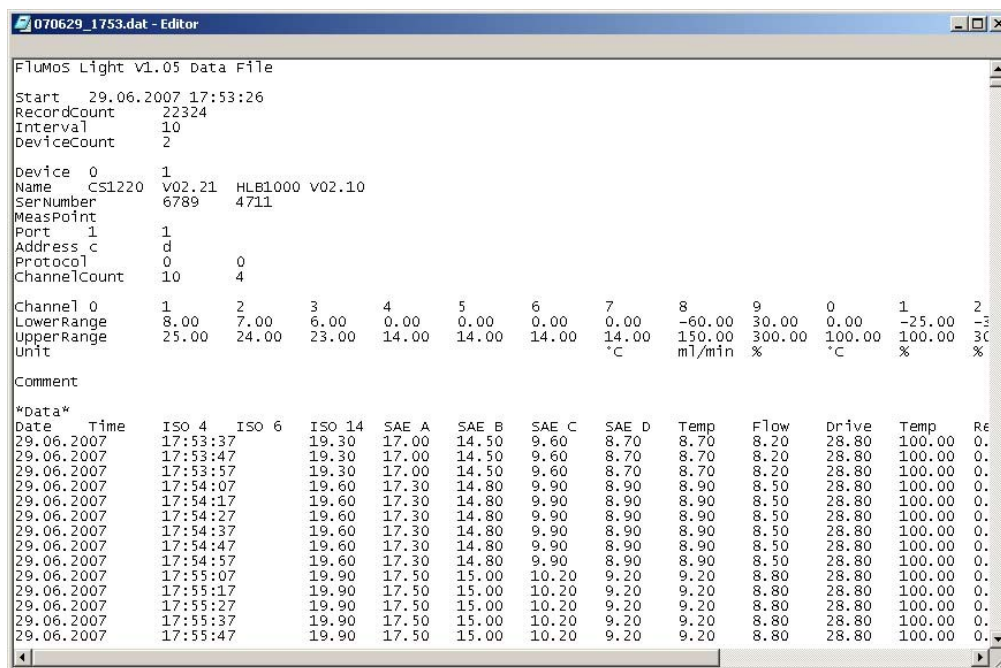 070629_1753.dat - Editor
FluMoS Light V1.05 Data File
Start 29.06.2007 17:53:26
RecordCount 22324
Interval 10
DeviceCount 2
Device 0 1
Name CS1220 V02.21 HLB1000 V02.10
SerNumber 6789 4711
MeasPoint
Port 1 1
Address c d
Protocol 0 0
ChannelCount 10 4
Channel 0 1 2 3 4 5 6 7 8 9 0 1 2
LowerRange 8.00 7.00 6.00 0.00 0.00 0.00 0.00 -60.00 30.00 0.00 -25.00
UpperRange 25.00 24.00 23.00 14.00 14.00 14.00 14.00 150.00 300.00 100.00 100.00
Unit °C ml/min % °C % %
Comment
*Data*
Date Time ISO 4 ISO 6 ISO 14 SAE A SAE B SAE C SAE D Temp Flow Drive Temp Re
29.06.2007 17:53:37 19.30 17.00 14.50 9.60 8.70 8.70 8.20 28.80 100.00 0.
29.06.2007 17:53:47 19.30 17.00 14.50 9.60 8.70 8.70 8.20 28.80 100.00 0.
29.06.2007 17:53:57 19.30 17.00 14.50 9.60 8.70 8.70 8.20 28.80 100.00 0.
29.06.2007 17:54:07 19.60 17.30 14.80 9.90 8.90 8.90 8.50 28.80 100.00 0.
29.06.2007 17:54:17 19.60 17.30 14.80 9.90 8.90 8.90 8.50 28.80 100.00 0.
29.06.2007 17:54:27 19.60 17.30 14.80 9.90 8.90 8.90 8.50 28.80 100.00 0.
29.06.2007 17:54:37 19.60 17.30 14.80 9.90 8.90 8.90 8.50 28.80 100.00 0.
29.06.2007 17:54:47 19.60 17.30 14.80 9.90 8.90 8.90 8.50 28.80 100.00 0.
29.06.2007 17:54:57 19.60 17.30 14.80 9.90 8.90 8.90 8.50 28.80 100.00 0.
29.06.2007 17:55:07 19.90 17.50 15.00 10.20 9.20 9.20 8.80 28.80 100.00 0.
29.06.2007 17:55:17 19.90 17.50 15.00 10.20 9.20 9.20 8.80 28.80 100.00 0.
29.06.2007 17:55:27 19.90 17.50 15.00 10.20 9.20 9.20 8.80 28.80 100.00 0.
29.06.2007 17:55:37 19.90 17.50 15.00 10.20 9.20 9.20 8.80 28.80 100.00 0.
29.06.2007 17:55:47 19.90 17.50 15.00 10.20 9.20 9.20 8.80 28.80 100.00 0.